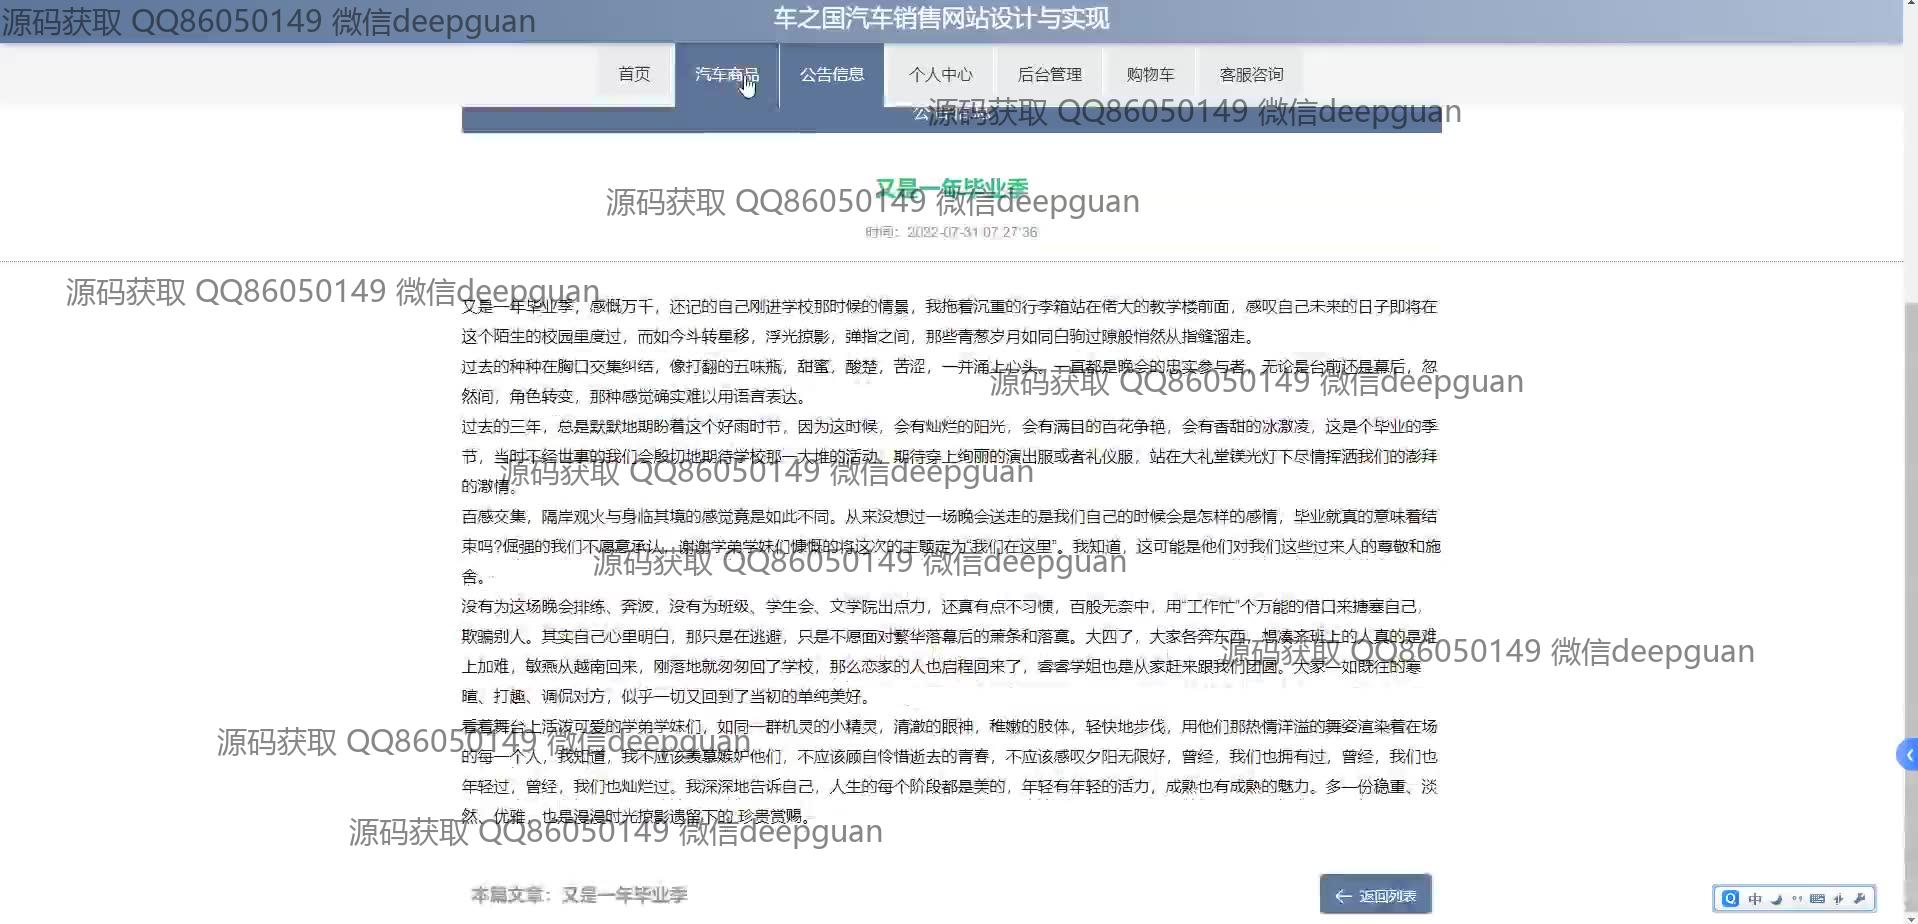 源码获取 QQ86050149 微信deepguan
车之国汽车销售网站设计与实现
首页 汽车商品 公告信息 个人中心 后台管理 购物车 客服咨询
公告信息
源码获取 QQ86050149 微信deepguan
又是一年毕业季
源码获取 QQ86050149 微信deepguan
时间：2022-07-31 07:27:36
源码获取 QQ86050149 微信deepguan
又是一年毕业季，感慨万千，还记的自己刚进学校那时候的情景，我拖着沉重的行李箱站在偌大的教学楼前面，感叹自己未来的日子即将在
这个陌生的校园里度过，而如今斗转星移，浮光掠影，弹指之间，那些青葱岁月如同白驹过隙般悄然从指缝溜走。
过去的种种在胸口交集纠结，像打翻的五味瓶，甜蜜，酸楚，苦涩，一并涌上心头。一直都是晚会的忠实参与者，无论是台前还是幕后，忽
源码获取 QQ86050149 微信deepguan
然间，角色转变，那种感觉确实难以用语言表达。
过去的三年，总是默默地期盼着这个好雨时节，因为这时候，会有灿烂的阳光，会有满目的百花争艳，会有香甜的冰激凌，这是个毕业的季
节，当时不经世事的我们会殷切地期待学校那一大堆的活动，期待穿上绚丽的演出服或者礼仪服，站在大礼堂镁光灯下尽情挥洒我们的澎拜
源码获取 QQ86050149 微信deepguan
的激情。
百感交集，隔岸观火与身临其境的感觉竟是如此不同。从来没想过一场晚会送走的是我们自己的时候会是怎样的感情，毕业就真的意味着结
束吗?倔强的我们不愿意承认，谢谢学弟学妹们慷慨的将这次的主题定为“我们在这里”。我知道，这可能是他们对我们这些过来人的尊敬和施
源码获取 QQ86050149 微信deepguan
舍。
没有为这场晚会排练、奔波，没有为班级、学生会、文学院出点力，还真有点不习惯，百般无奈中，用“工作忙”个万能的借口来搪塞自己，
欺骗别人。其实自己心里明白，那只是在逃避，只是不愿面对繁华落幕后的萧条和落寞。大四了，大家各奔东西，想凑齐班上的人真的是难
源码获取 QQ86050149 微信deepguan
上加难，敏燕从越南回来，刚落地就匆匆回了学校，那么恋家的人也启程回来了，睿睿学姐也是从家赶来跟我们团圆。大家一如既往的寒
暄、打趣、调侃对方，似乎一切又回到了当初的单纯美好。
看着舞台上活泼可爱的学弟学妹们，如同一群机灵的小精灵，清澈的眼神，稚嫩的肢体，轻快地步伐，用他们那热情洋溢的舞姿渲染着在场
源码获取 QQ86050149 微信deepguan
的每一个人，我知道，我不应该羡慕嫉妒他们，不应该顾自怜惜逝去的青春，不应该感叹夕阳无限好，曾经，我们也拥有过，曾经，我们也
年轻过，曾经，我们也灿烂过。我深深地告诉自己，人生的每个阶段都是美的，年轻有年轻的活力，成熟也有成熟的魅力。多一份稳重、淡
然、优雅，也是漫漫时光掠影遗留下的 珍贵赏赐。
源码获取 QQ86050149 微信deepguan
本篇文章：又是一年毕业季
返回列表
中